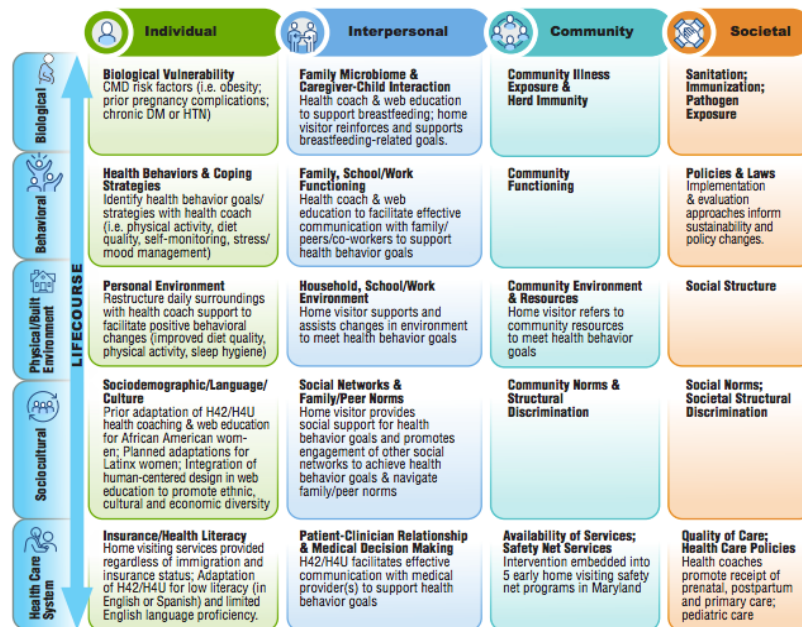 Individual
Interpersonal
Community
Societal
Biological
Biological Vulnerability
CMD risk factors (i.e. obesity;
prior pregnancy complications;
chronic DM or HTN)
Family Microbiome &
Caregiver-Child Interaction
Health coach & web education
to support breastfeeding; home
visitor reinforces and supports
breastfeeding-related goals.
Community Illness
Exposure &
Herd Immunity
Sanitation;
Immunization;
Pathogen
Exposure
Behavioral
Health Behaviors & Coping
Strategies
Identify health behavior goals/
strategies with health coach
(i.e. physical activity, diet
quality, self-monitoring, stress/
mood management)
Family, School/Work
Functioning
Health coach & web
education to facilitate effective
communication with family/
peers/co-workers to support
health behavior goals
Community
Functioning
Policies & Laws
Implementation
& evaluation
approaches inform
sustainability and
policy changes.
LIFECOURSE
Physical/Built
Environment
Personal Environment
Restructure daily surroundings
with health coach support to
facilitate positive behavioral
changes (improved diet quality,
physical activity, sleep hygiene)
Household, School/Work
Environment
Home visitor supports and
assists changes in environment
to meet health behavior goals
Community Environment
& Resources
Home visitor refers to
community resources
to meet health behavior
goals
Social Structure
Sociocultural
Sociodemographic/Language/
Culture
Prior adaptation of H42/H4U
health coaching & web education
for African American wom-
en; Planned adaptations for
Latinx women; Integration of
human-centered design in web
education to promote ethnic,
cultural and economic diversity
Social Networks &
Family/Peer Norms
Home visitor provides
social support for health
behavior goals and promotes
engagement of other social
networks to achieve health
behavior goals & navigate
family/peer norms
Community Norms &
Structural
Discrimination
Social Norms;
Societal Structural
Discrimination
Health Care
System
Insurance/Health Literacy
Home visiting services provided
regardless of immigration and
insurance status; Adaptation
of H42/H4U for low literacy (in
English or Spanish) and limited
English language proficiency.
Patient-Clinician Relationship
& Medical Decision Making
H42/H4U facilitates effective
communication with medical
provider(s) to support health
behavior goals
Availability of Services;
Safety Net Services
Intervention embedded into
5 early home visiting safety
net programs in Maryland
Quality of Care;
Health Care Policies
Health coaches
promote receipt of
prenatal, postpartum
and primary care;
pediatric care